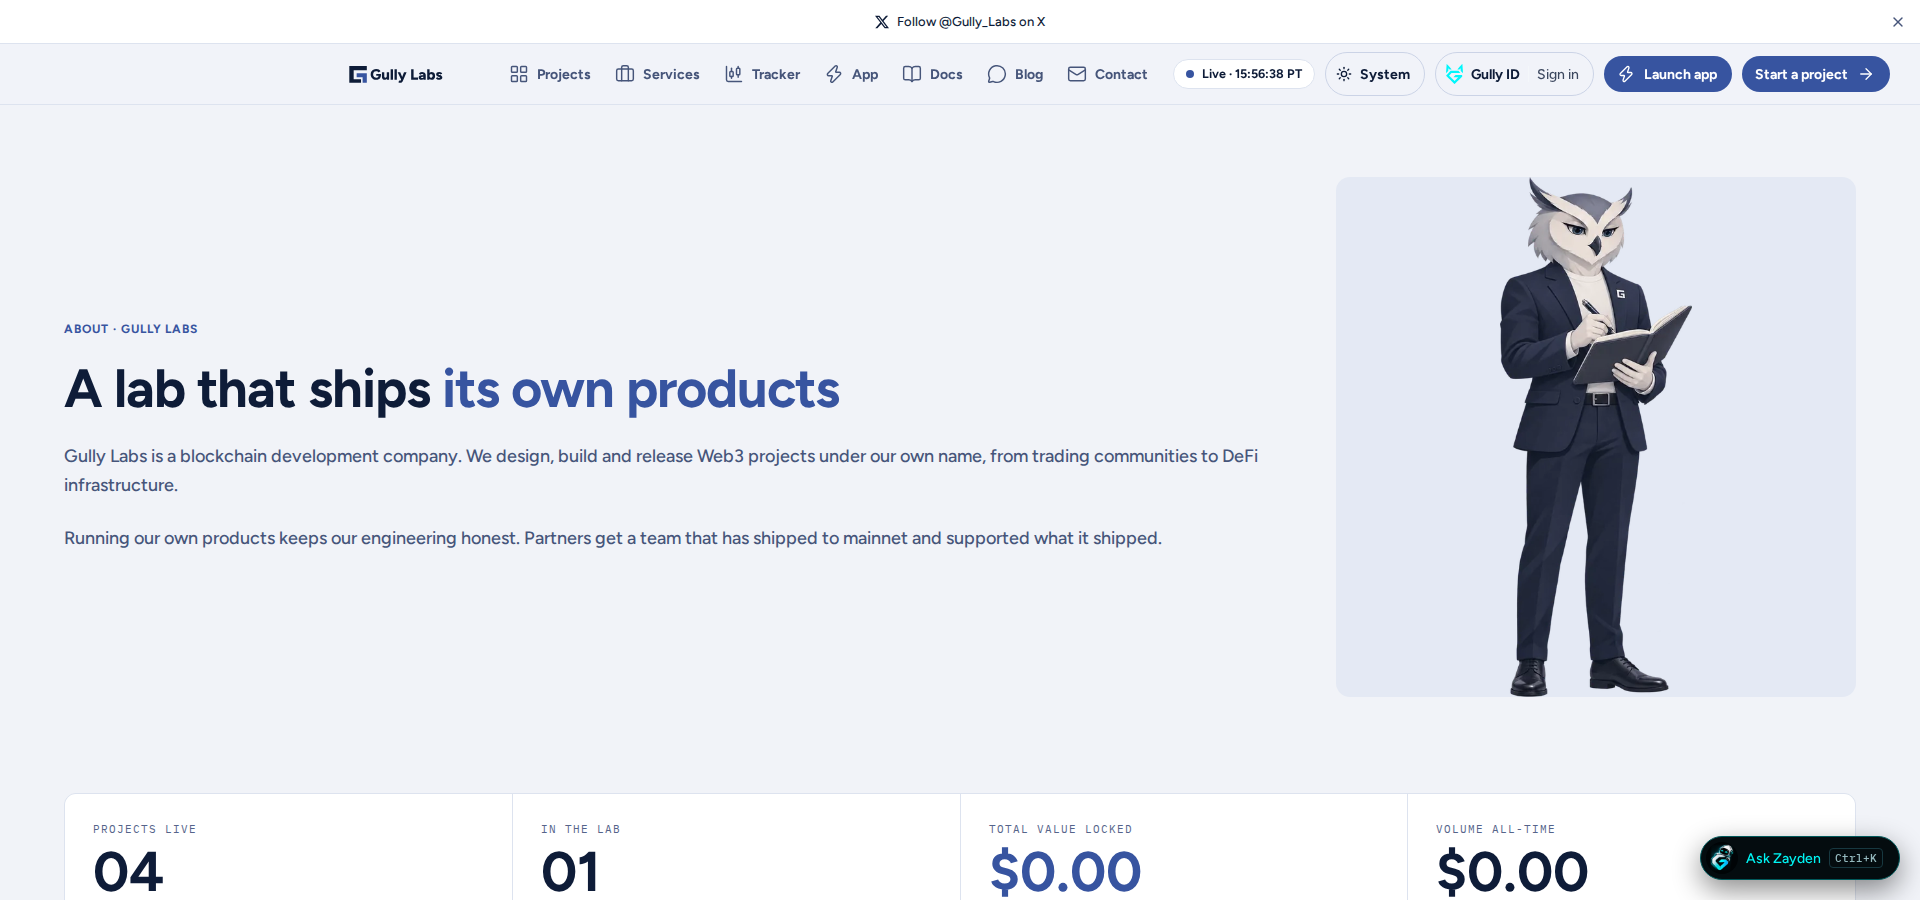 Follow @Gully_Labs on X
Gully Labs
Projects
Services
Tracker
App
Docs
Blog
Contact
Live · 15:56:38 PT
System
Gully ID
Sign in
Launch app
Start a project
ABOUT · GULLY LABS
A lab that ships its own products
Gully Labs is a blockchain development company. We design, build and release Web3 projects under our own name, from trading communities to DeFi
infrastructure.
Running our own products keeps our engineering honest. Partners get a team that has shipped to mainnet and supported what it shipped.
PROJECTS LIVE
04
IN THE LAB
01
TOTAL VALUE LOCKED
$0.00
VOLUME ALL-TIME
$0.00
Ask Zayden
Ctrl+K